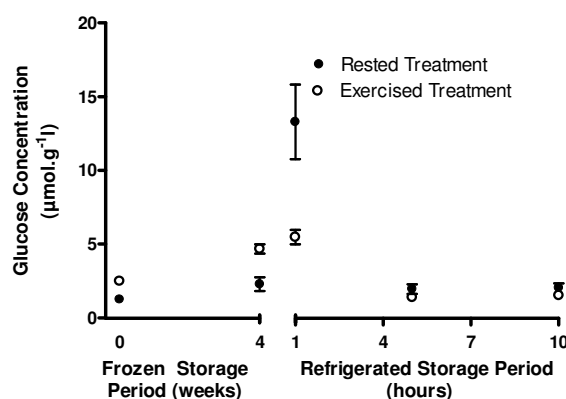 Glucose Concentration
(µmol.g⁻¹l)
20
15
10
5
0
Rested Treatment
Exercised Treatment
0
4
1
4
7
10
Frozen Storage
Period (weeks)
Refrigerated Storage Period
(hours)